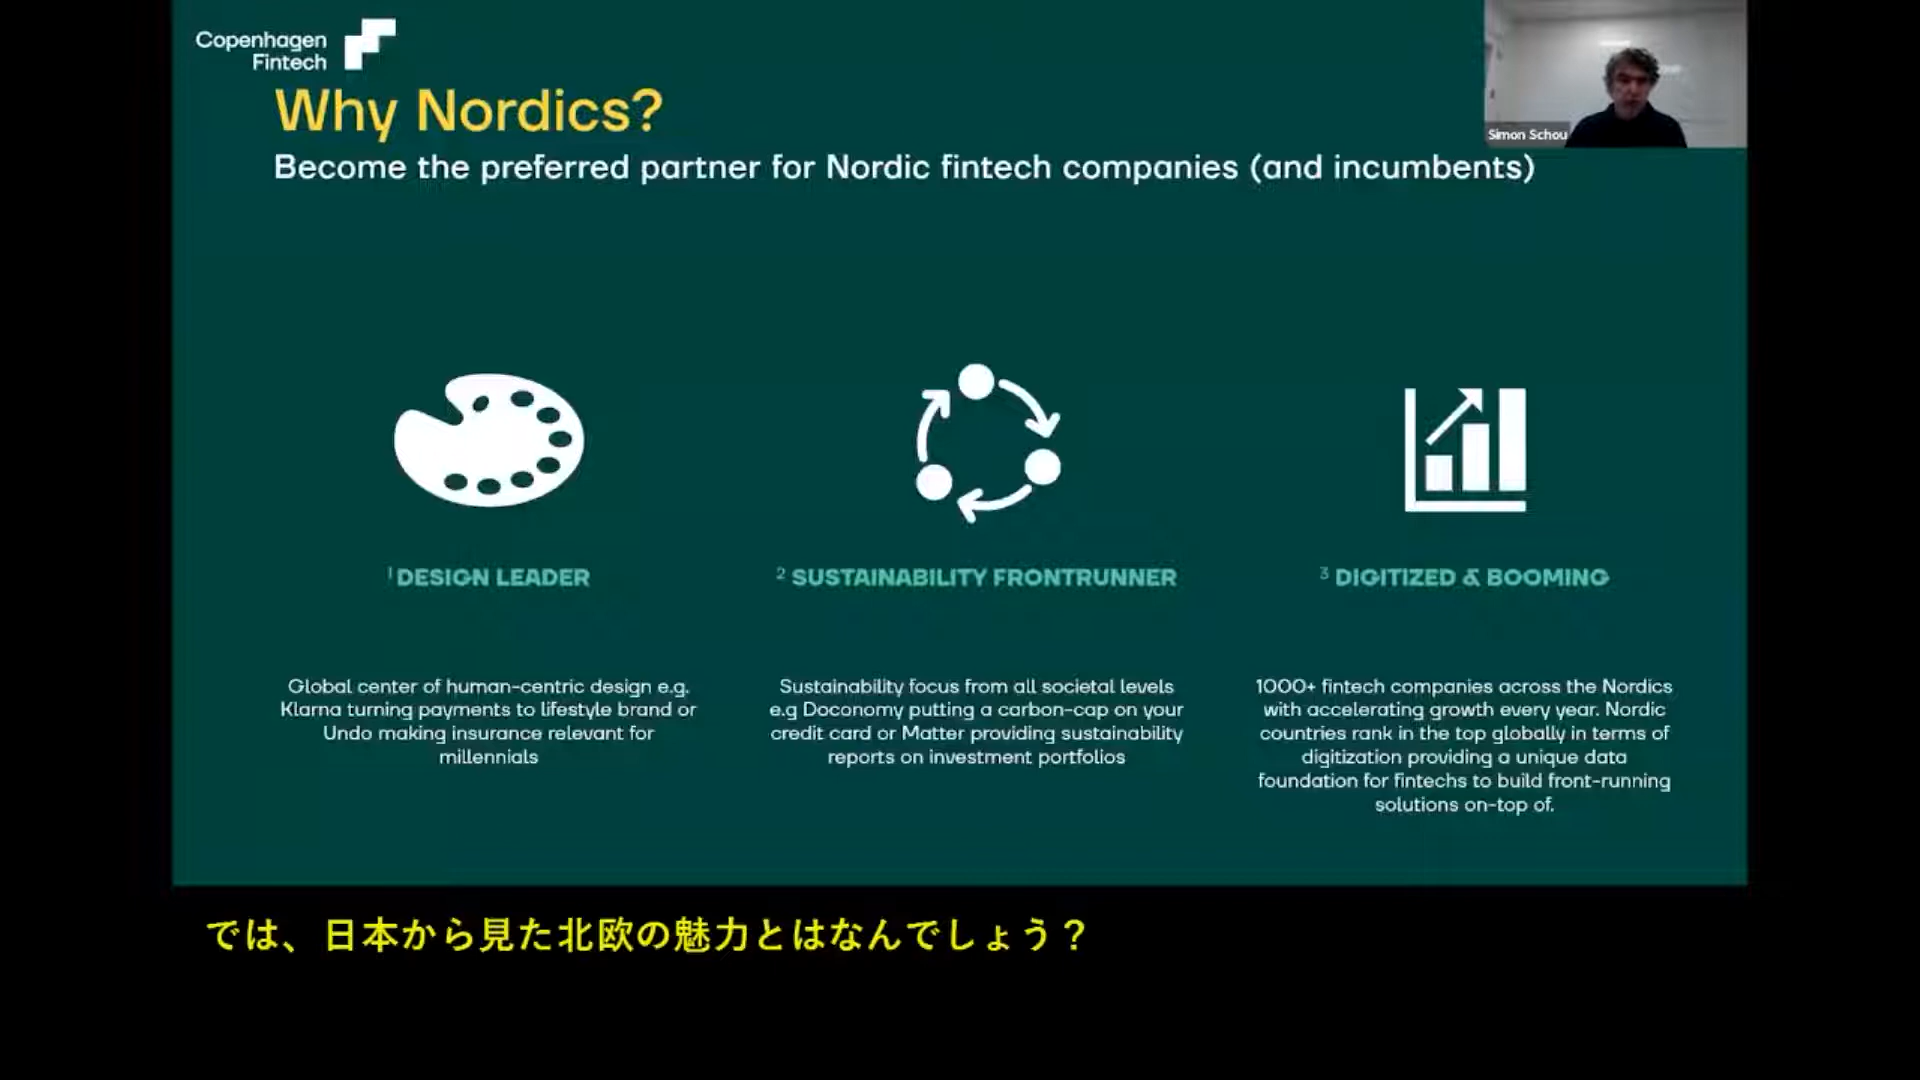 Copenhagen
Fintech
Why Nordics?
Simon Schou
Become the preferred partner for Nordic fintech companies (and incumbents)
1 DESIGN LEADER
Global center of human-centric design e.g.
Klarna turning payments to lifestyle brand or
Undo making insurance relevant for
millennials
2 SUSTAINABILITY FRONTRUNNER
Sustainability focus from all societal levels
e.g Doconomy putting a carbon-cap on your
credit card or Matter providing sustainability
reports on investment portfolios
3 DIGITIZED & BOOMING
1000+ fintech companies across the Nordics
with accelerating growth every year. Nordic
countries rank in the top globally in terms of
digitization providing a unique data
foundation for fintechs to build front-running
solutions on-top of.
では、日本から見た北欧の魅力とはなんでしょう？